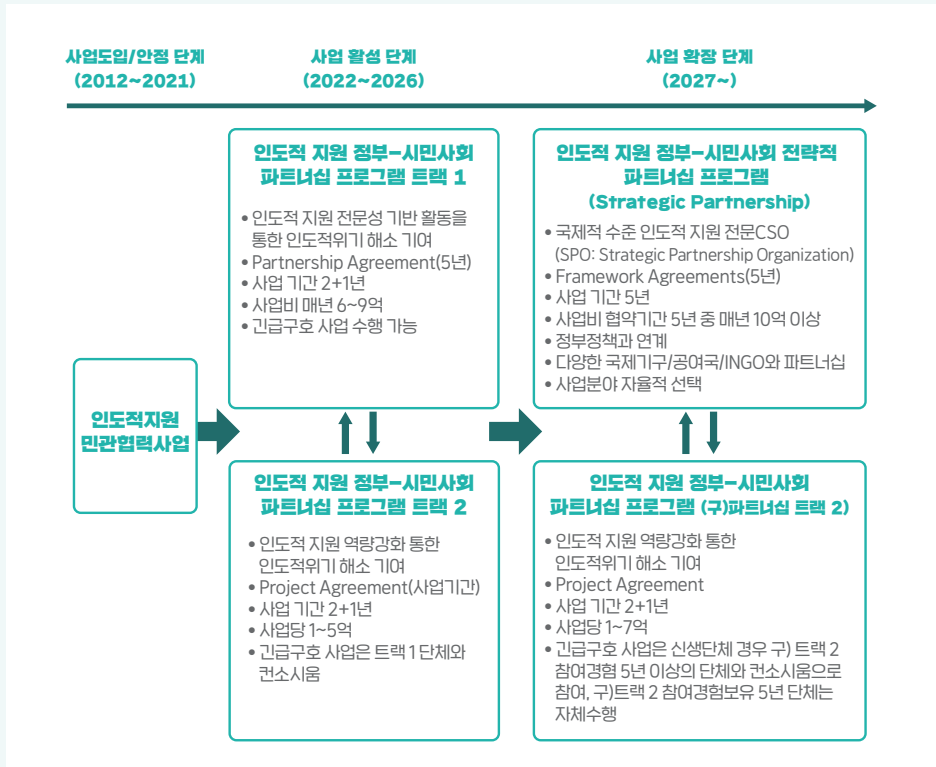 사업도입/안정 단계
(2012~2021)
사업 활성 단계
(2022~2026)
사업 확장 단계
(2027~)
인도적지원
민관협력사업
인도적 지원 정부-시민사회
파트너십 프로그램 트랙 1
• 인도적 지원 전문성 기반 활동을
통한 인도적위기 해소 기여
• Partnership Agreement(5년)
• 사업 기간 2+1년
• 사업비 매년 6~9억
• 긴급구호 사업 수행 가능
인도적 지원 정부-시민사회
파트너십 프로그램 트랙 2
• 인도적 지원 역량강화 통한
인도적위기 해소 기여
• Project Agreement(사업기간)
• 사업 기간 2+1년
• 사업당 1~5억
• 긴급구호 사업은 트랙 1 단체와
컨소시움
인도적 지원 정부-시민사회 전략적
파트너십 프로그램
(Strategic Partnership)
• 국제적 수준 인도적 지원 전문CSO
(SPO: Strategic Partnership Organization)
• Framework Agreements(5년)
• 사업 기간 5년
• 사업비 협약기간 5년 중 매년 10억 이상
• 정부정책과 연계
• 다양한 국제기구/공여국/INGO와 파트너십
• 사업분야 자율적 선택
인도적 지원 정부-시민사회
파트너십 프로그램 (구)파트너십 트랙 2)
• 인도적 지원 역량강화 통한
인도적위기 해소 기여
• Project Agreement
• 사업 기간 2+1년
• 사업당 1~7억
• 긴급구호 사업은 신생단체 경우 구) 트랙 2
참여경험 5년 이상의 단체와 컨소시움으로
참여, 구)트랙 2 참여경험보유 5년 단체는
자체수행